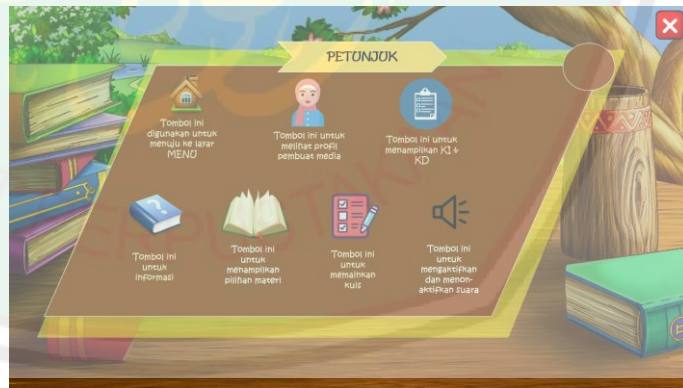 PETUNJUK
Tombol ini
digunakan untuk
menuju ke layar
MENU
Tombol ini untuk
melihat profil
pembuat media
Tombol ini untuk
menampilkan KI &
KD
Tombol ini
untuk
informasi
Tombol ini
untuk
menampilkan
pilihan materi
Tombol ini
untuk
memainkan
kuis
Tombol ini
untuk
mengaktifkan
dan menon-
aktifkan suara